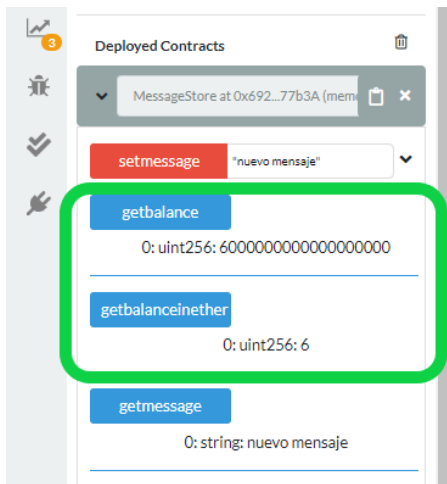 3
Deployed Contracts
MessageStore at 0x692...77b3A (mem
setmessage "nuevo mensaje"
getbalance
0: uint256: 6000000000000000000
getbalanceinether
0: uint256: 6
getmessage
0: string: nuevo mensaje